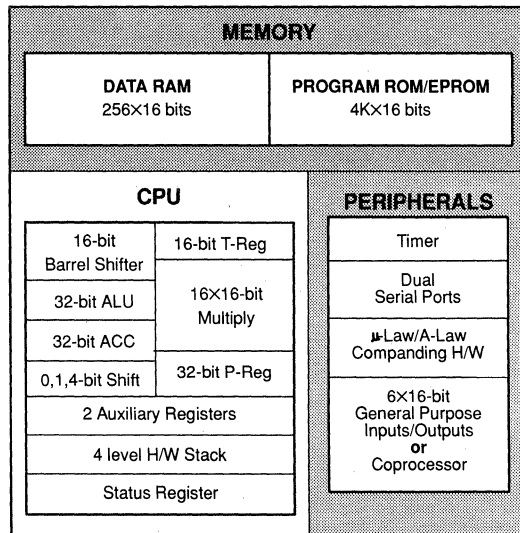 MEMORY
DATA RAM
256×16 bits
PROGRAM ROM/EPROM
4K×16 bits
CPU
16-bit
Barrel Shifter
32-bit ALU
32-bit ACC
0,1,4-bit Shift
16-bit T-Reg
16×16-bit
Multiply
32-bit P-Reg
2 Auxiliary Registers
4 level H/W Stack
Status Register
PERIPHERALS
Timer
Dual
Serial Ports
µ-Law/A-Law
Companding H/W
6×16-bit
General Purpose
Inputs/Outputs
or
Coprocessor